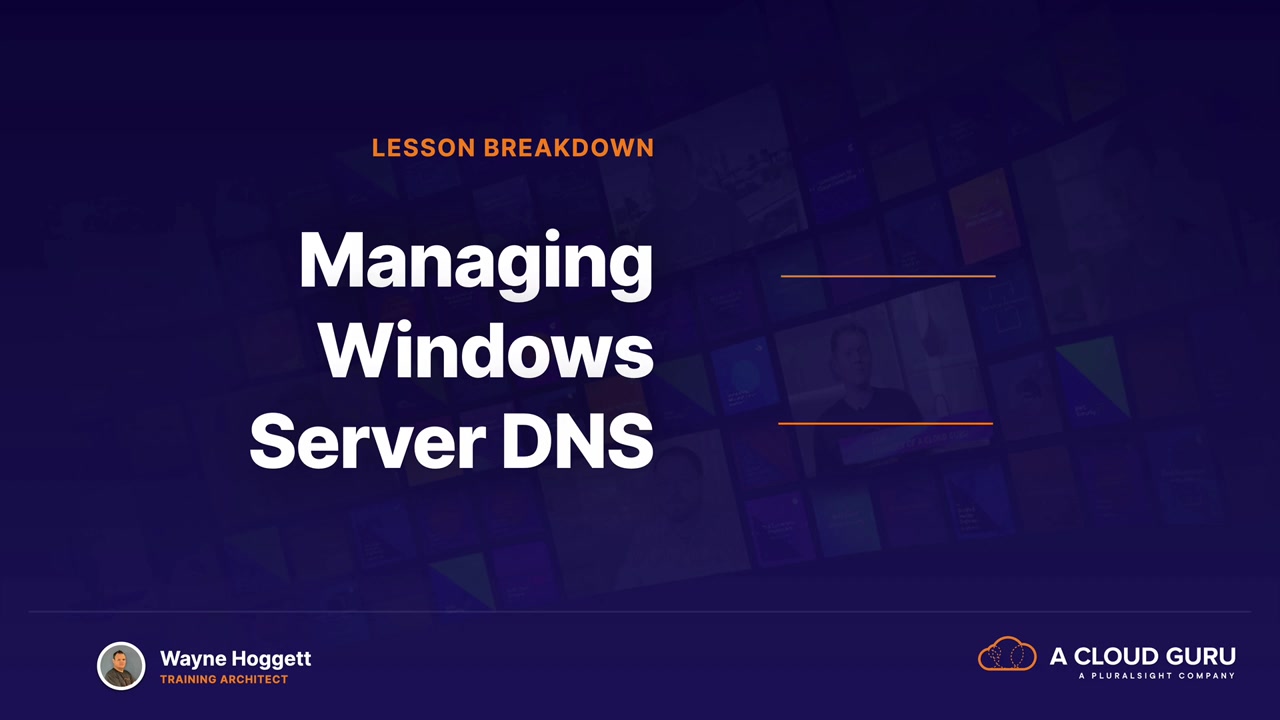 LESSON BREAKDOWN
Managing
Windows
Server DNS
Wayne Hoggett
TRAINING ARCHITECT
A CLOUD GURU
A PLURALSIGHT COMPANY